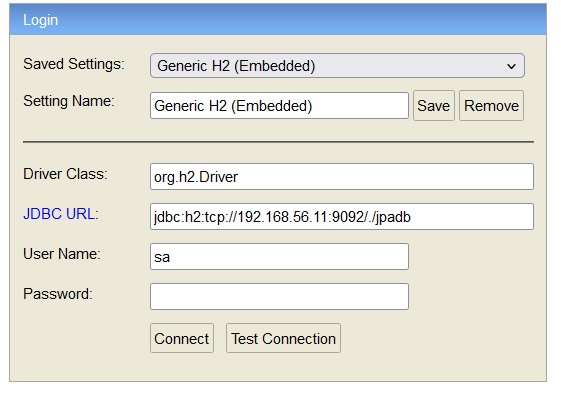 Login
Saved Settings: Generic H2 (Embedded)
Setting Name: Generic H2 (Embedded) Save Remove
Driver Class: org.h2.Driver
JDBC URL: jdbc:h2:tcp://192.168.56.11:9092/./jpadb
User Name: sa
Password:
Connect Test Connection